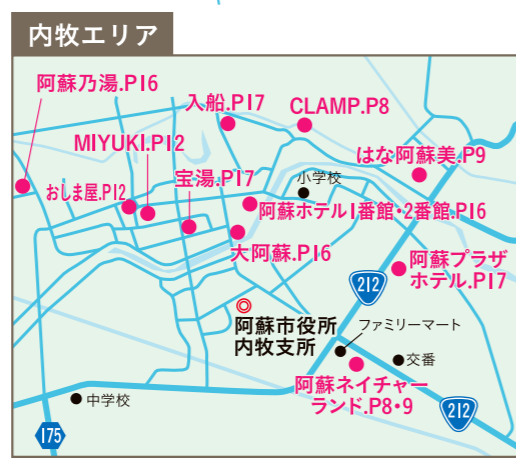 内牧エリア
阿蘇乃湯.P16
入船.P17
CLAMP.P8
MIYUKI.P12
はな阿蘇美.P9
おしま屋.P12
宝湯.P17
小学校
阿蘇ホテル1番館・2番館.P16
大阿蘇.P16
阿蘇プラザ
ホテル.P17
212
阿蘇市役所
内牧支所
ファミリーマート
交番
阿蘇ネイチャー
ランド.P8・9
中学校
212
175